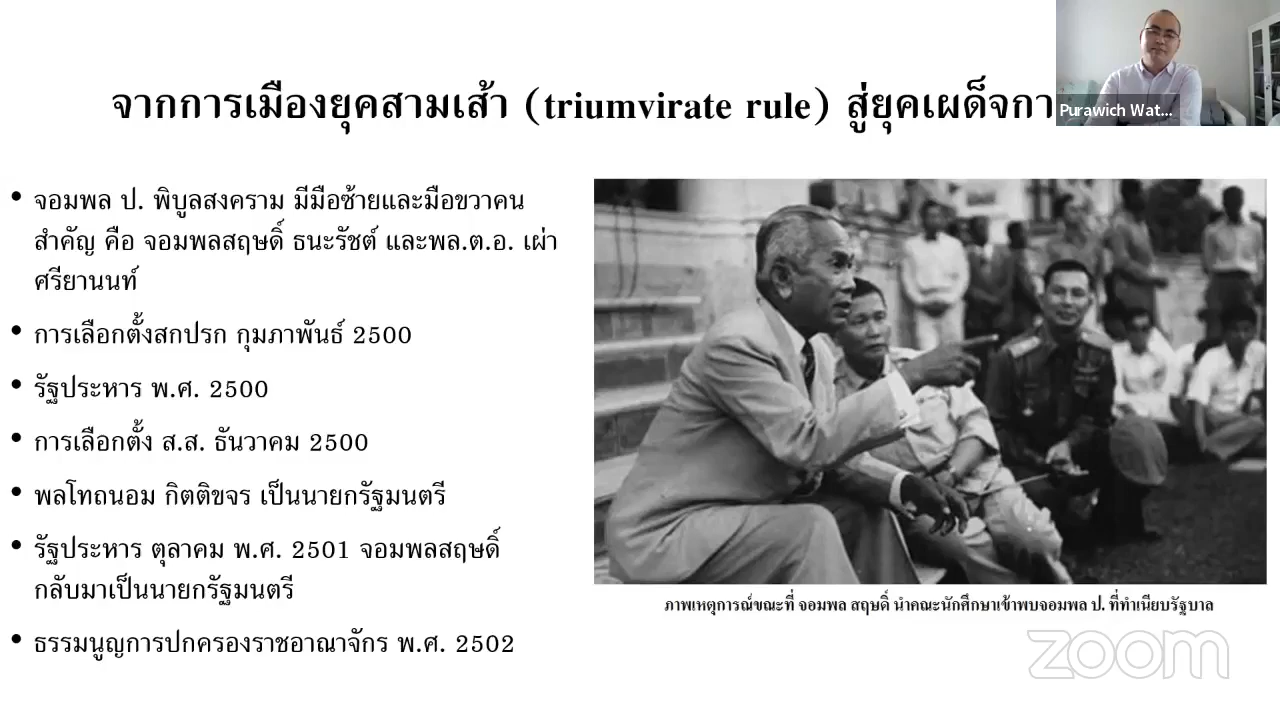 จากการเมืองยุคสามเส้า (triumvirate rule) สู่ยุคเผด็จกา
Purawich Wat...
• จอมพล ป. พิบูลสงคราม มีมือซ้ายและมือขวาคน
สำคัญ คือ จอมพลสฤษดิ์ ธนะรัชต์ และพล.ต.อ. เผ่า
ศรียานนท์
• การเลือกตั้งสกปรก กุมภาพันธ์ 2500
• รัฐประหาร พ.ศ. 2500
• การเลือกตั้ง ส.ส. ธันวาคม 2500
• พลโทถนอม กิตติขจร เป็นนายกรัฐมนตรี
• รัฐประหาร ตุลาคม พ.ศ. 2501 จอมพลสฤษดิ์
กลับมาเป็นนายกรัฐมนตรี
• ธรรมนูญการปกครองราชอาณาจักร พ.ศ. 2502
ภาพเหตุการณ์ขณะที่ จอมพล สฤษดิ์ นำคณะนักศึกษาเข้าพบจอมพล ป. ที่ทำเนียบรัฐบาล
zoom